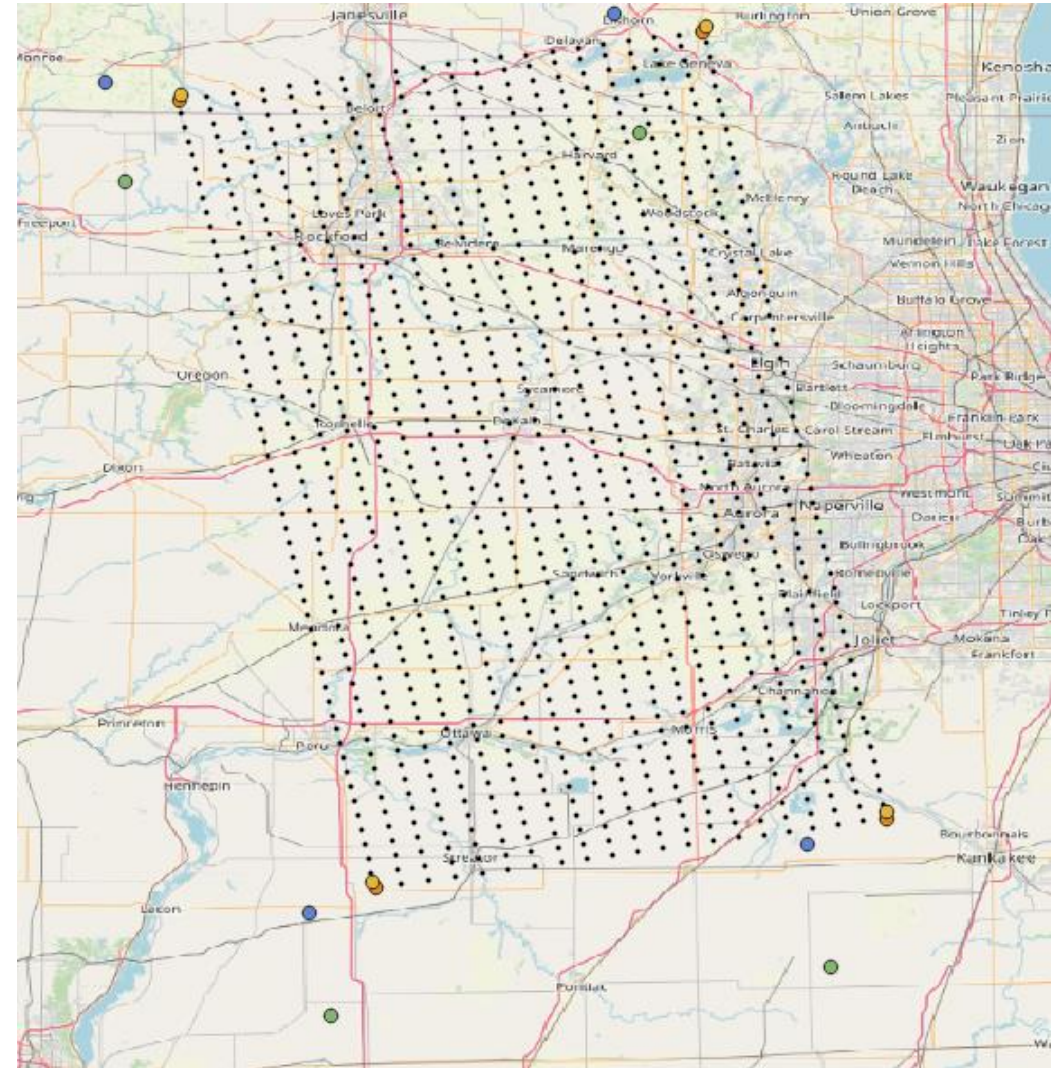 Janesville
Elkhorn
Burlington
Union Grove
Delavan
Monroe
Lake Geneva
Kenosha
Salem Lakes
Pleasant Prairie
Beloit
Antioch
Zion
Harvard
Round Lake
Beach
Waukegan
McHenry
North Chicago
Loves Park
Woodstock
Freeport
Rockford
Belvidere
Marengo
Mundelein
Lake Forest
Crystal Lake
Vernon Hills
Algonquin
Buffalo Grove
Carpentersville
Arlington
Heights
Elgin
Schaumburg
Oregon
Park Ridge
Sycamore
Bartlett
Bloomingdale
Franklin Park
Rochelle
DeKalb
St. Charles
Carol Stream
Elmhurst
Oak Pa
Dixon
Batavia
Wheaton
North Aurora
Westmont
Summit
Aurora
Naperville
Darien
Oswego
Bolingbrook
Sandwich
Yorkville
Romeoville
Plainfield
Lockport
Mendota
Tinley P
Joliet
Mokena
Frankfort
Channahon
Princeton
Ottawa
Morris
Peru
Hennepin
Bourbonnais
Streator
Kankakee
Lacon
Pontiac